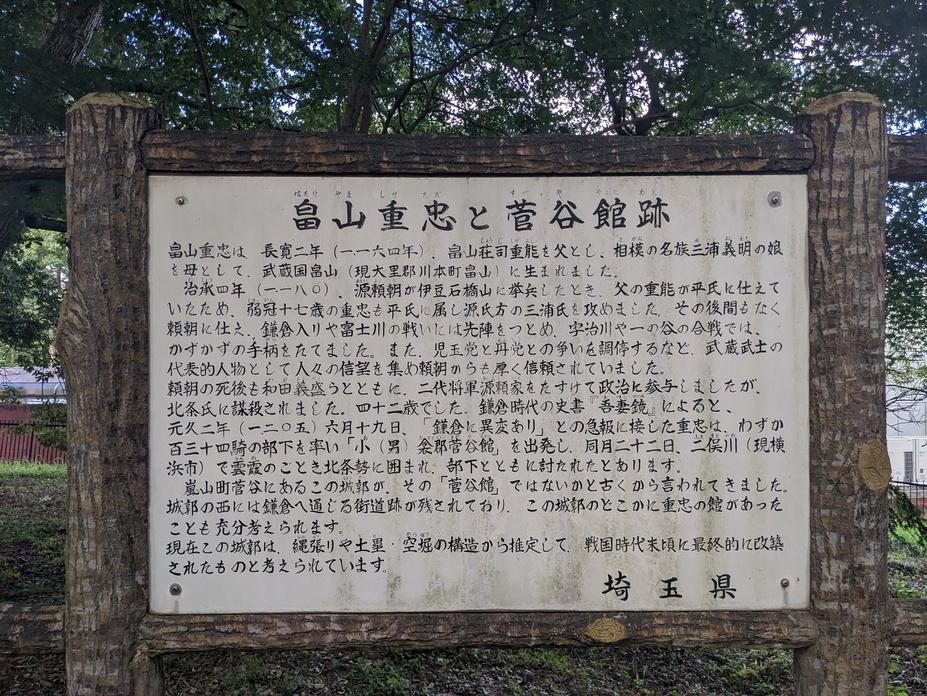 畠山重忠と菅谷館跡
畠山重忠は 長寛二年（一一六四年）、畠山荘司重能を父とし、相模の名族三浦義明の娘
を母として、武蔵国畠山（現大里郡川本町畠山）に生まれました。
治承四年（一一八〇）、源頼朝が伊豆石橋山に挙兵したとき、父の重能が平氏に仕えて
いたため、弱冠十七歳の重忠も平氏に属し源氏方の三浦氏を攻めました。その後間もなく
頼朝に仕え、鎌倉入りや富士川の戦いには先陣をつとめ、宇治川や一の谷の合戦では、
かずかずの手柄をたてました。また、児玉党と丹党との争いを調停するなど、武蔵武士の
代表的人物として人々の信望を集め頼朝からも厚く信頼されていました。
頼朝の死後も和田義盛らとともに、二代将軍源頼家をたすけて政治に参与しましたが、
北条氏に謀殺されました。四十二歳でした。鎌倉時代の史書『吾妻鏡』によると、
元久二年（一二〇五）六月十九日、「鎌倉に異変あり」との急報に接した重忠は、わずか
百三十四騎の部下を率い「小（男）衾郡菅谷館」を出発し、同月二十二日、二俣川（現横
浜市）で雲霞のごとき北条勢に囲まれ、部下とともに討たれたとあります。
嵐山町菅谷にあるこの城郭が、その「菅谷館」ではないかと古くから言われてきました。
城郭の西には鎌倉へ通じる街道跡が残されており、この城郭のどこかに重忠の館があった
ことも充分考えられます。
現在この城郭は、縄張りや土塁・空堀の構造から推定して、戦国時代末頃に最終的に改築
されたものと考えられています。
埼玉県